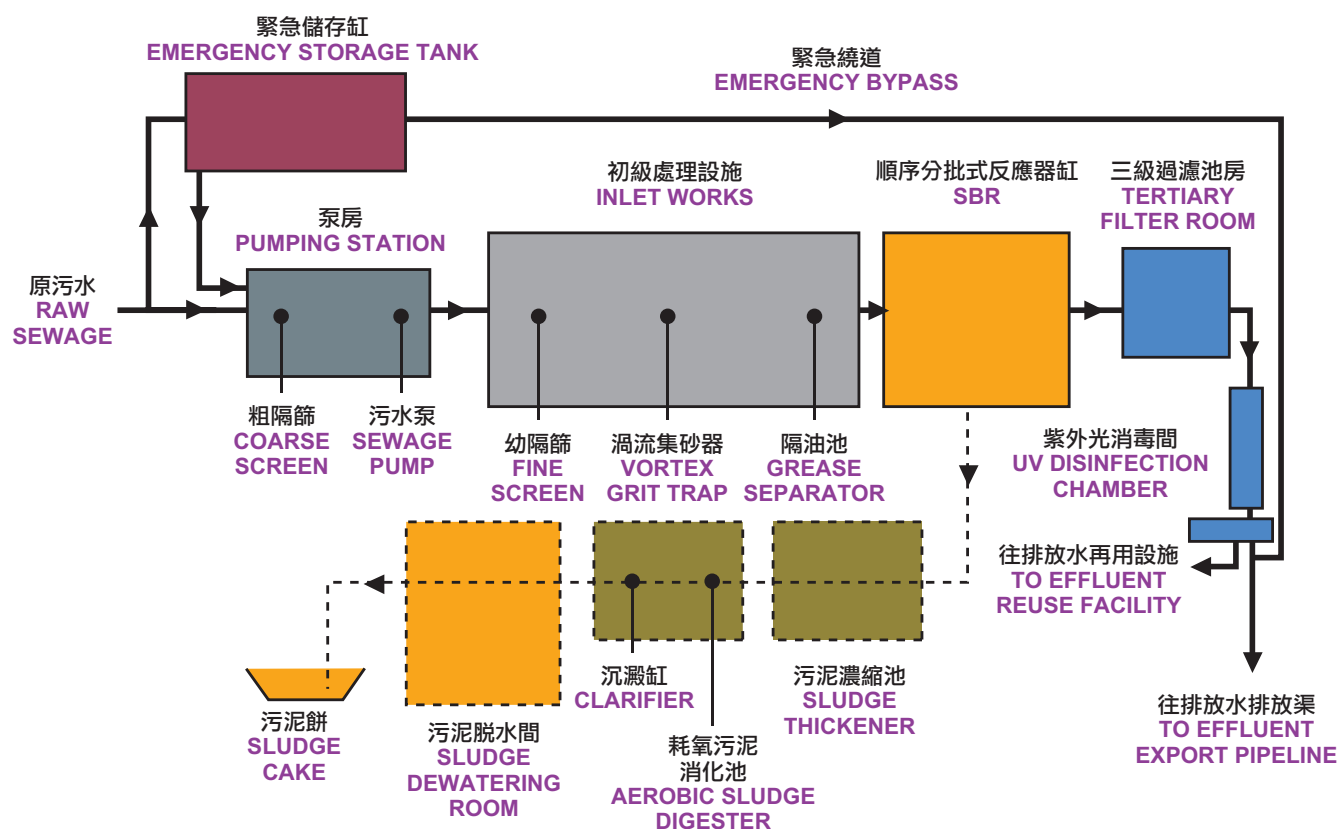 緊急儲存缸
EMERGENCY STORAGE TANK
緊急繞道
EMERGENCY BYPASS
初級處理設施
INLET WORKS
順序分批式反應器缸
SBR
三級過濾池房
TERTIARY
FILTER ROOM
泵房
PUMPING STATION
原污水
RAW
SEWAGE
粗隔篩
COARSE
SCREEN
污水泵
SEWAGE
PUMP
幼隔篩
FINE
SCREEN
渦流集砂器
VORTEX
GRIT TRAP
隔油池
GREASE
SEPARATOR
紫外光消毒間
UV DISINFECTION
CHAMBER
往排放水再用設施
TO EFFLUENT
REUSE FACILITY
往排放水排放渠
TO EFFLUENT
EXPORT PIPELINE
污泥餅
SLUDGE
CAKE
污泥脱水間
SLUDGE
DEWATERING
ROOM
沉澱缸
CLARIFIER
耗氧污泥
消化池
AEROBIC SLUDGE
DIGESTER
污泥濃縮池
SLUDGE
THICKENER